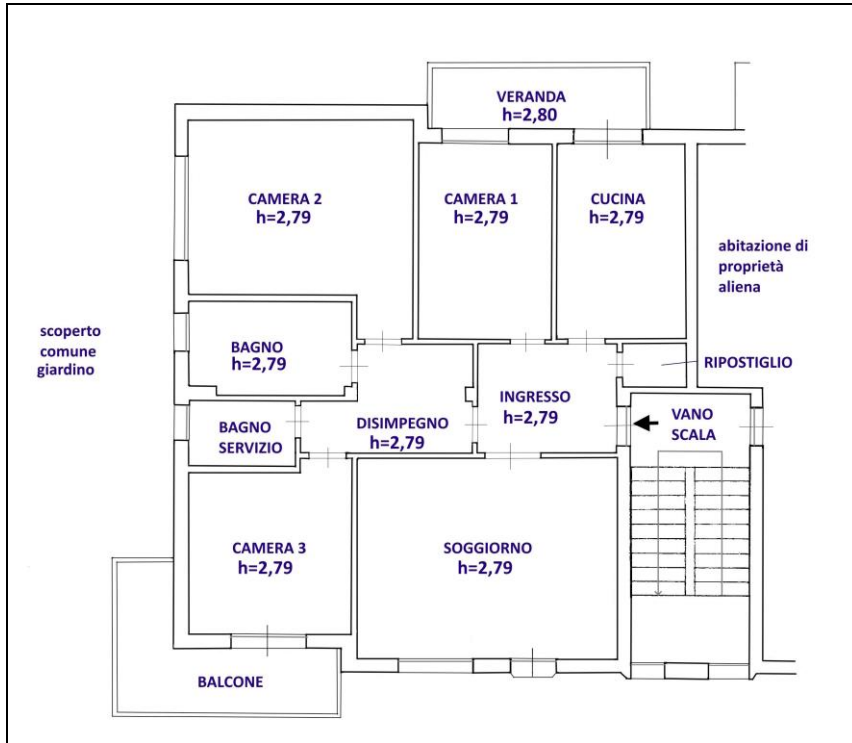 VERANDA
h=2,80
CAMERA 2
h=2,79
CAMERA 1
h=2,79
CUCINA
h=2,79
abitazione di
proprietà
aliena
scoperto
comune
giardino
BAGNO
h=2,79
RIPOSTIGLIO
INGRESSO
h=2,79
VANO
SCALA
BAGNO
SERVIZIO
DISIMPEGNO
h=2,79
CAMERA 3
h=2,79
SOGGIORNO
h=2,79
BALCONE